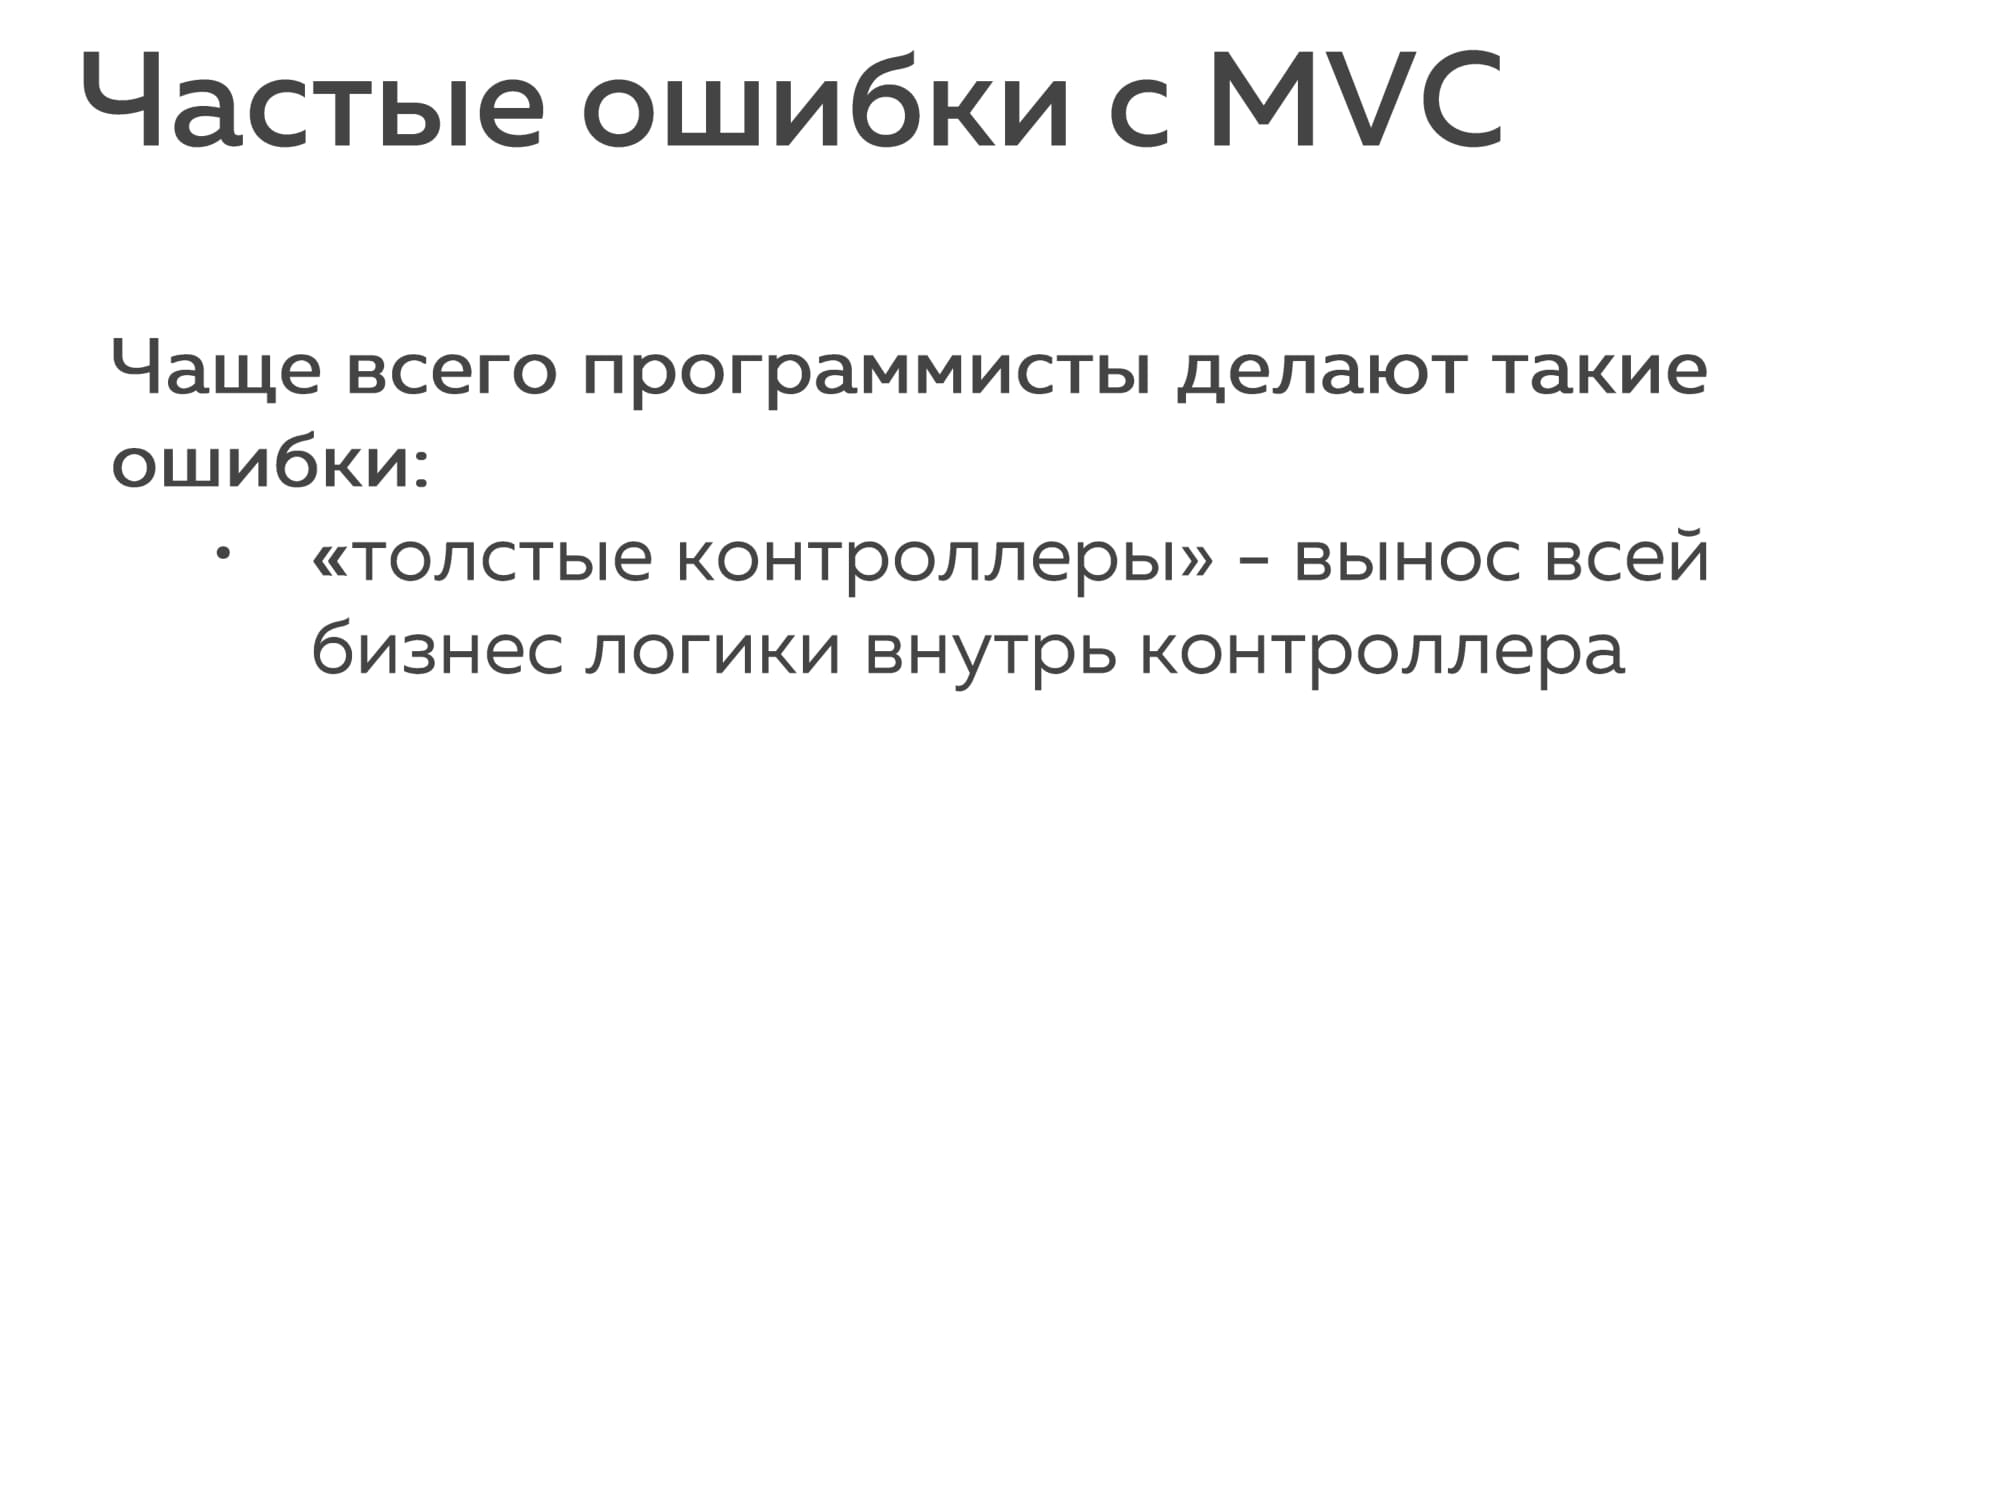 Частые ошибки с MVC
Чаще всего программисты делают такие
ошибки:
• «толстые контроллеры» – вынос всей
бизнес логики внутрь контроллера